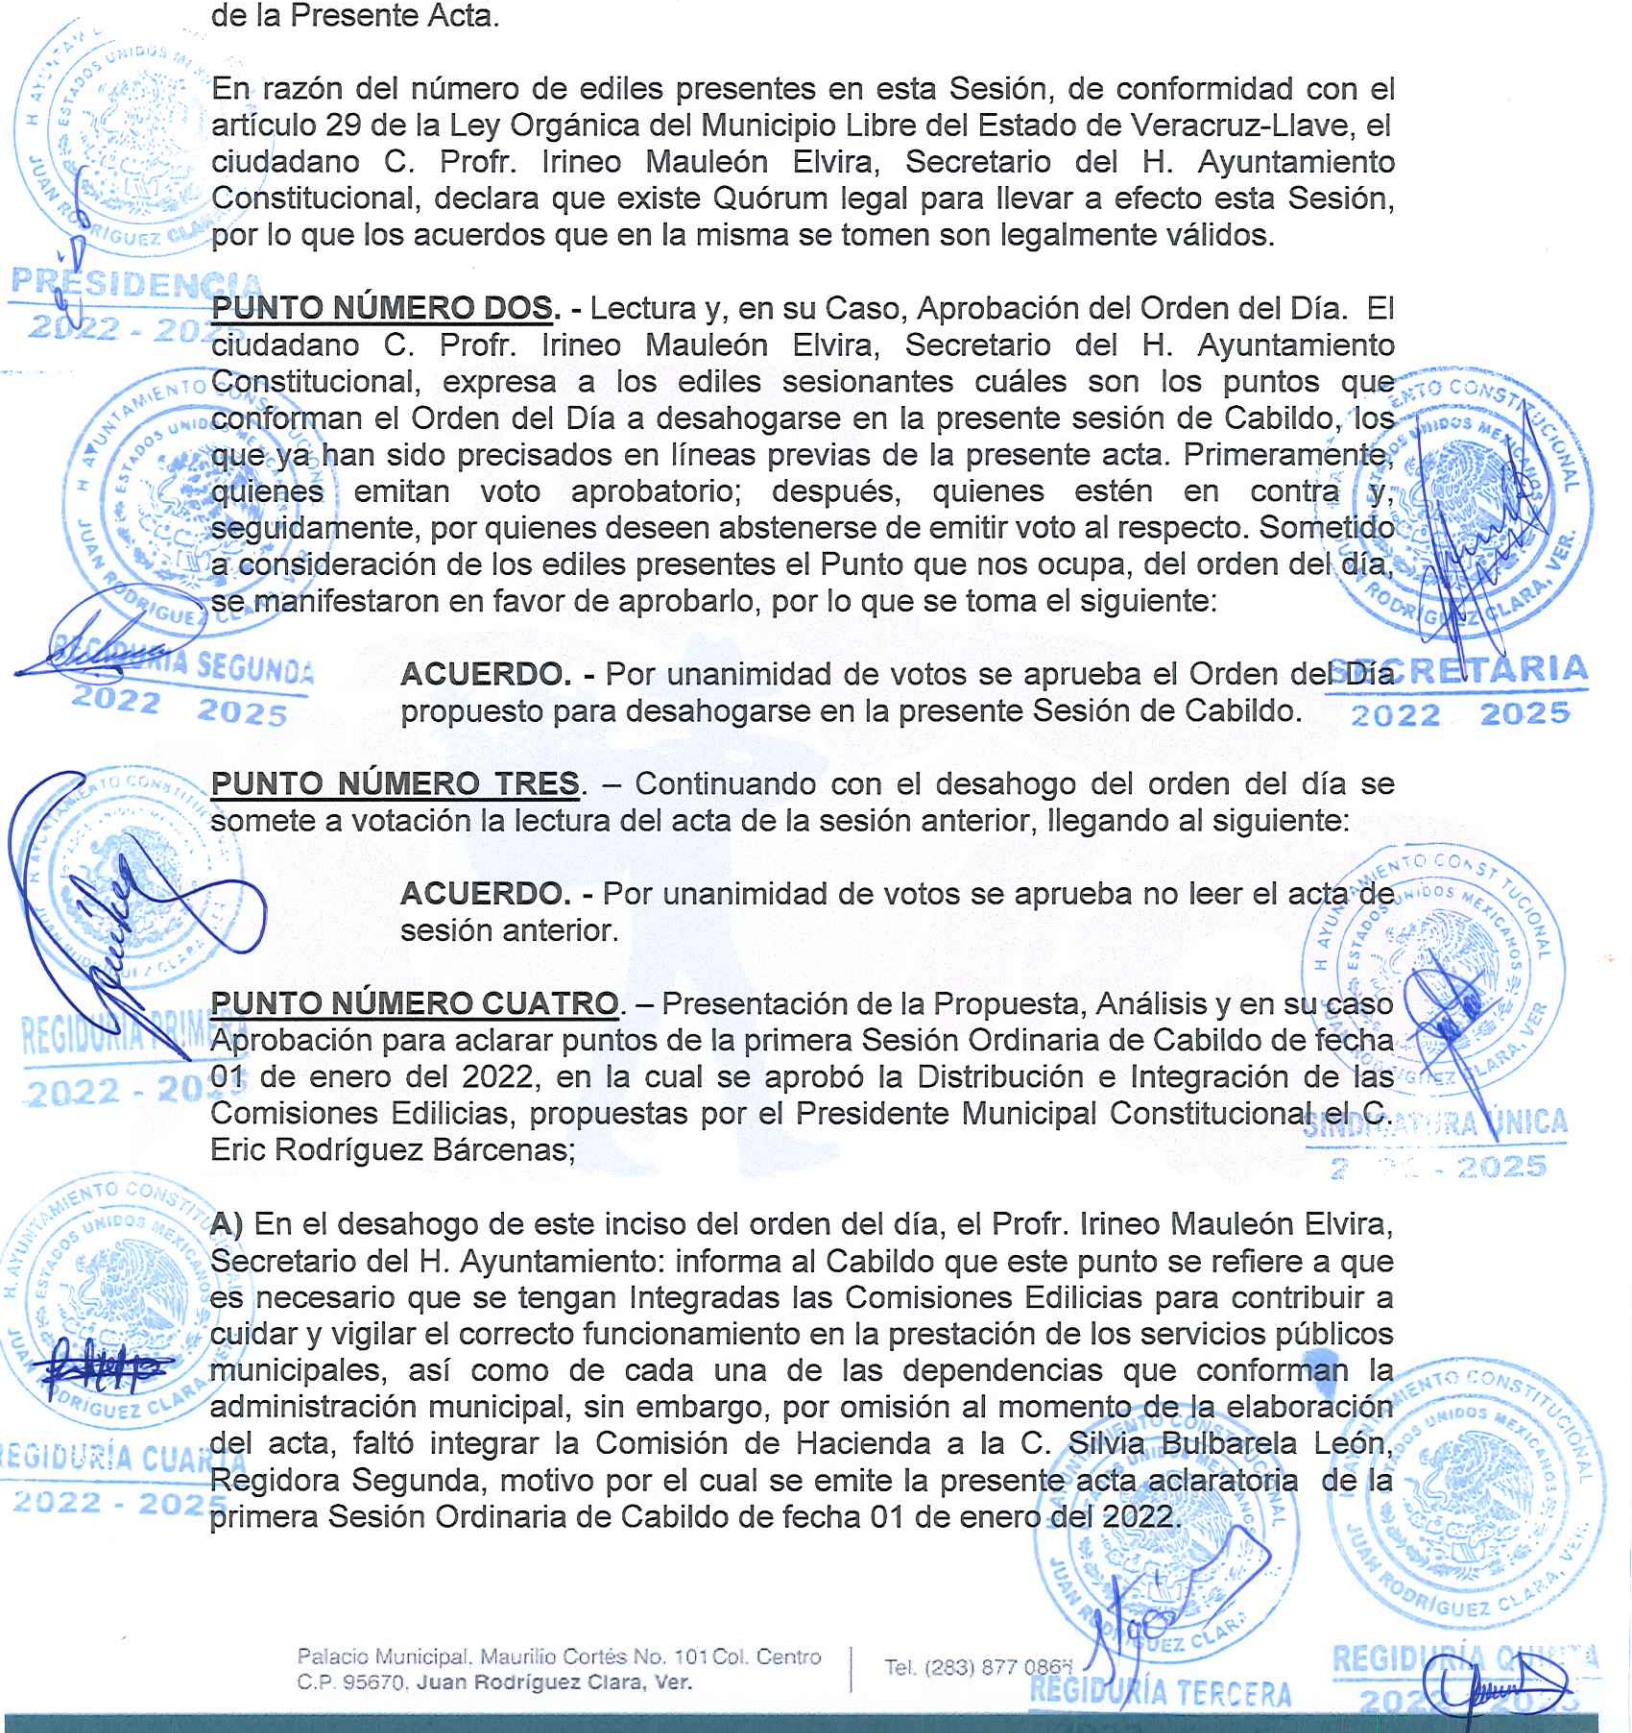 de la Presente Acta.
En razón del número de ediles presentes en esta Sesión, de conformidad con el
artículo 29 de la Ley Orgánica del Municipio Libre del Estado de Veracruz-Llave, el
ciudadano C. Profr. Irineo Mauleón Elvira, Secretario del H. Ayuntamiento
Constitucional, declara que existe Quórum legal para llevar a efecto esta Sesión,
por lo que los acuerdos que en la misma se tomen son legalmente válidos.
PRESIDENCIA
2022 - 2025
PUNTO NÚMERO DOS. - Lectura y, en su Caso, Aprobación del Orden del Día. El
ciudadano C. Profr. Irineo Mauleón Elvira, Secretario del H. Ayuntamiento
Constitucional, expresa a los ediles sesionantes cuáles son los puntos que
conforman el Orden del Día a desahogarse en la presente sesión de Cabildo, los
que ya han sido precisados en líneas previas de la presente acta. Primeramente,
quienes emitan voto aprobatorio; después, quienes estén en contra y,
seguidamente, por quienes deseen abstenerse de emitir voto al respecto. Sometido
a consideración de los ediles presentes el Punto que nos ocupa, del orden del día,
se manifestaron en favor de aprobarlo, por lo que se toma el siguiente:
REGIDURÍA SEGUNDA
2022 2025
ACUERDO. - Por unanimidad de votos se aprueba el Orden del Día
propuesto para desahogarse en la presente Sesión de Cabildo.
SECRETARIA
2022 2025
PUNTO NÚMERO TRES. – Continuando con el desahogo del orden del día se
somete a votación la lectura del acta de la sesión anterior, llegando al siguiente:
ACUERDO. - Por unanimidad de votos se aprueba no leer el acta de
sesión anterior.
PUNTO NÚMERO CUATRO. – Presentación de la Propuesta, Análisis y en su caso
Aprobación para aclarar puntos de la primera Sesión Ordinaria de Cabildo de fecha
01 de enero del 2022, en la cual se aprobó la Distribución e Integración de las
Comisiones Edilicias, propuestas por el Presidente Municipal Constitucional el C.
Eric Rodríguez Bárcenas;
REGIDURÍA PRIMERA
2022 - 2025
SINDICATURA ÚNICA
- 2025
A) En el desahogo de este inciso del orden del día, el Profr. Irineo Mauleón Elvira,
Secretario del H. Ayuntamiento: informa al Cabildo que este punto se refiere a que
es necesario que se tengan Integradas las Comisiones Edilicias para contribuir a
cuidar y vigilar el correcto funcionamiento en la prestación de los servicios públicos
municipales, así como de cada una de las dependencias que conforman la
administración municipal, sin embargo, por omisión al momento de la elaboración
del acta, faltó integrar la Comisión de Hacienda a la C. Silvia Bulbarela León,
Regidora Segunda, motivo por el cual se emite la presente acta aclaratoria de la
primera Sesión Ordinaria de Cabildo de fecha 01 de enero del 2022.
REGIDURÍA CUARTA
2022 - 2025
Palacio Municipal. Maurilio Cortés No. 101 Col. Centro
C.P. 95670, Juan Rodríguez Clara, Ver.
Tel. (283) 877 086
REGIDURÍA TERCERA
REGIDURÍA QUINTA
2022 - 2025